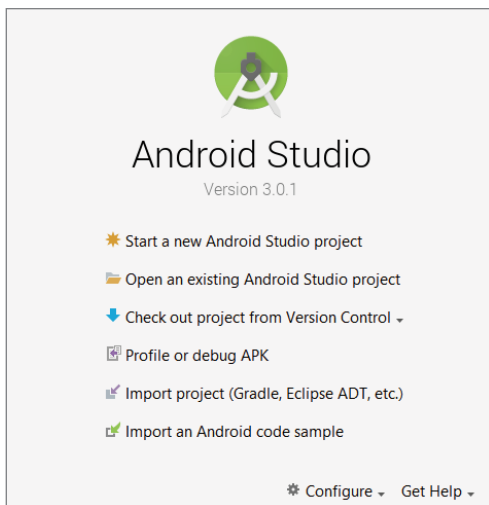 Android Studio
Version 3.0.1
Start a new Android Studio project
Open an existing Android Studio project
Check out project from Version Control
Profile or debug APK
Import project (Gradle, Eclipse ADT, etc.)
Import an Android code sample
Configure Get Help